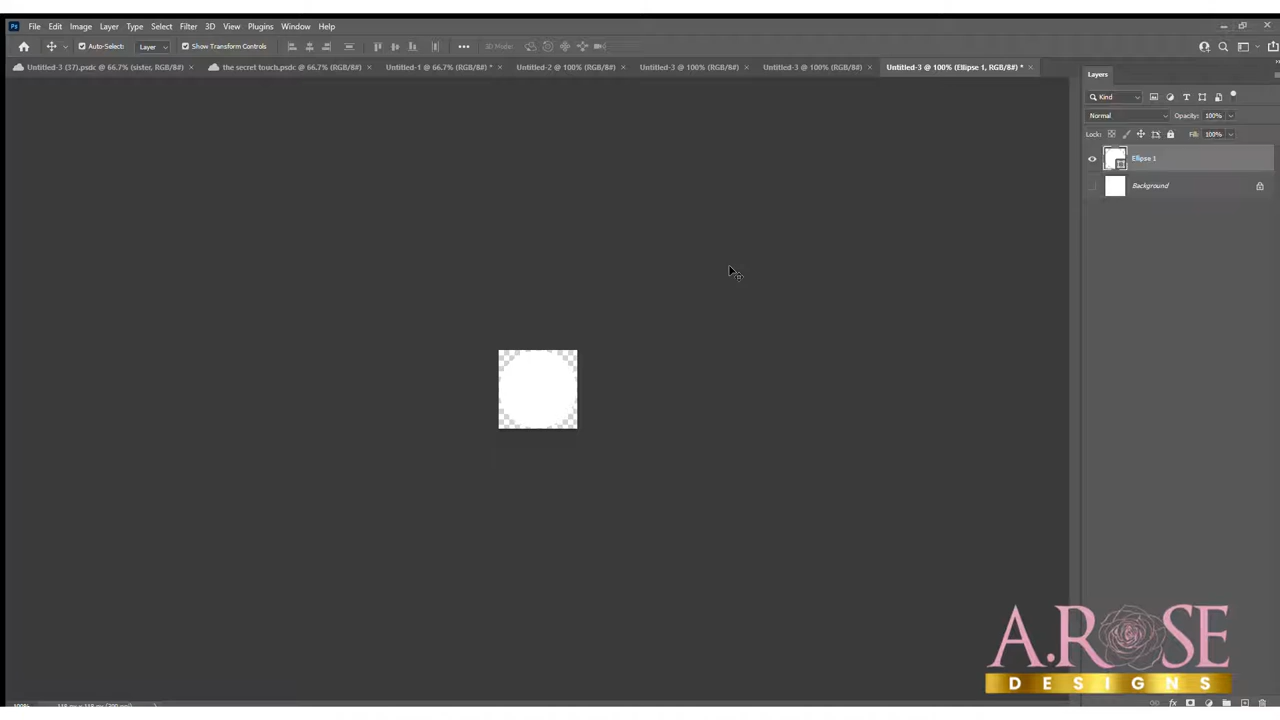 Ps File Edit Image Layer Type Select Filter 3D View Plugins Window Help
Auto-Select: Layer Show Transform Controls 3D Mode:
Untitled-3 (37).psdc @ 66.7% (sister, RGB/8#) × the secret touch.psdc @ 66.7% (RGB/8#) × Untitled-1 @ 66.7% (RGB/8#) * × Untitled-2 @ 100% (RGB/8#) × Untitled-3 @ 100% (RGB/8#) × Untitled-3 @ 100% (RGB/8#) × Untitled-3 @ 100% (Ellipse 1, RGB/8#) * ×
Layers
Kind
Normal Opacity: 100%
Lock: Fill: 100%
Ellipse 1
Background
A.ROSE
DESIGNS
fx